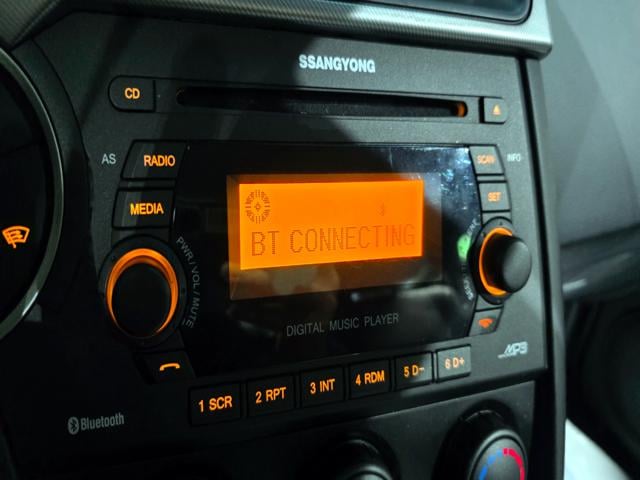 SSANGYONG
CD
AS
RADIO
SCAN
INFO
MEDIA
SET
BT CONNECTING
PWR / VOL / MUTE
DIGITAL MUSIC PLAYER
MP3
1 SCR
2 RPT
3 INT
4 RDM
5 D-
6 D+
Bluetooth